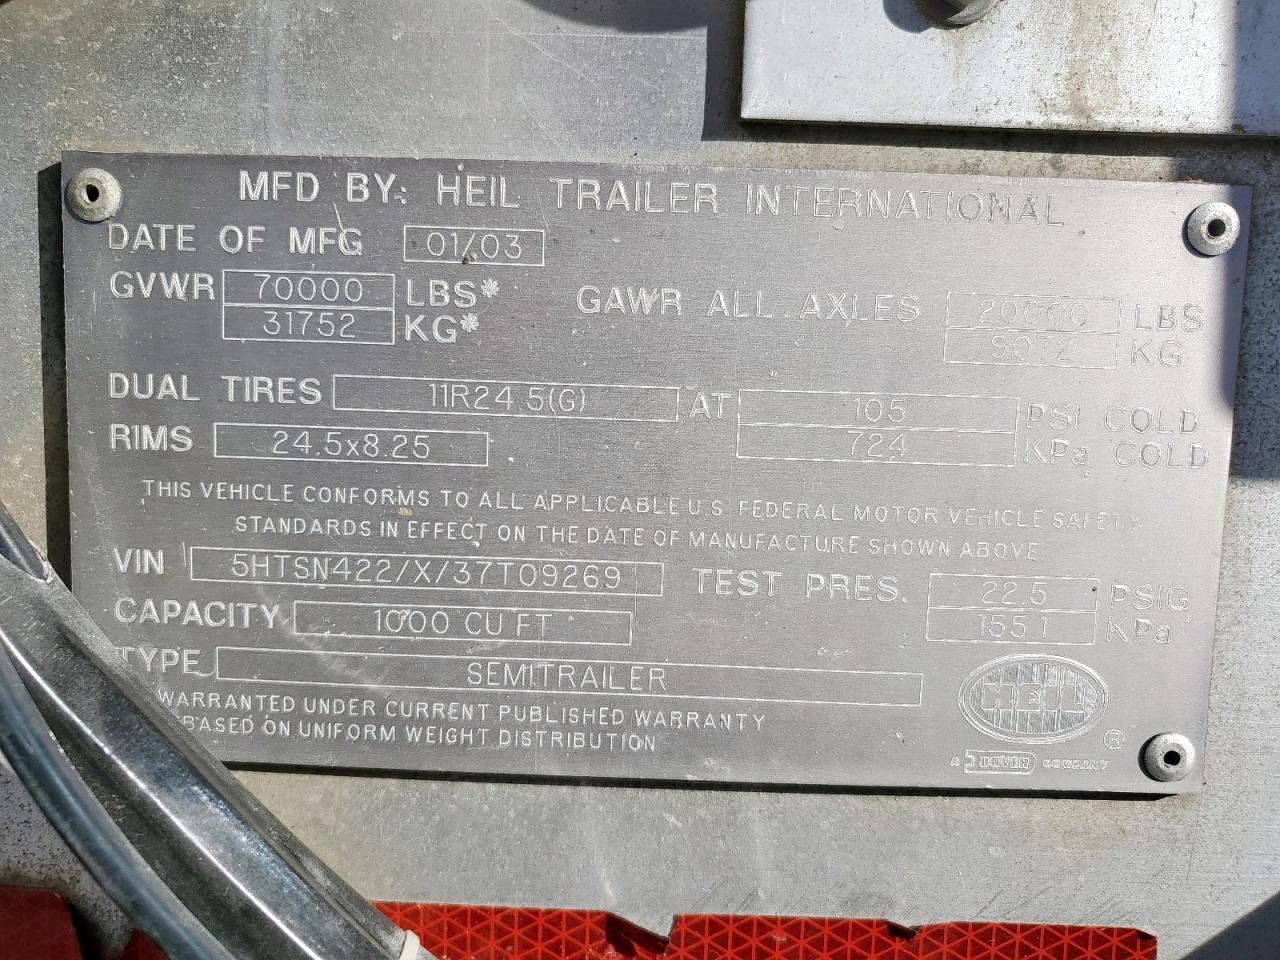 MFD BY: HEIL TRAILER INTERNATIONAL
DATE OF MFG 01/03
GVWR 70000 LBS* GAWR ALL AXLES 20000 LBS
31752 KG* 9072 KG
DUAL TIRES 11R24.5(G) AT 105 PSI COLD
RIMS 24.5x8.25 724 KPa COLD
THIS VEHICLE CONFORMS TO ALL APPLICABLE U.S. FEDERAL MOTOR VEHICLE SAFETY
STANDARDS IN EFFECT ON THE DATE OF MANUFACTURE SHOWN ABOVE
VIN 5HTSN422/X/37T09269 TEST PRES. 22.5 PSIG
CAPACITY 1000 CU FT 155.1 KPa
TYPE SEMITRAILER
WARRANTED UNDER CURRENT PUBLISHED WARRANTY
BASED ON UNIFORM WEIGHT DISTRIBUTION
HEIL ®
A DOVER COMPANY